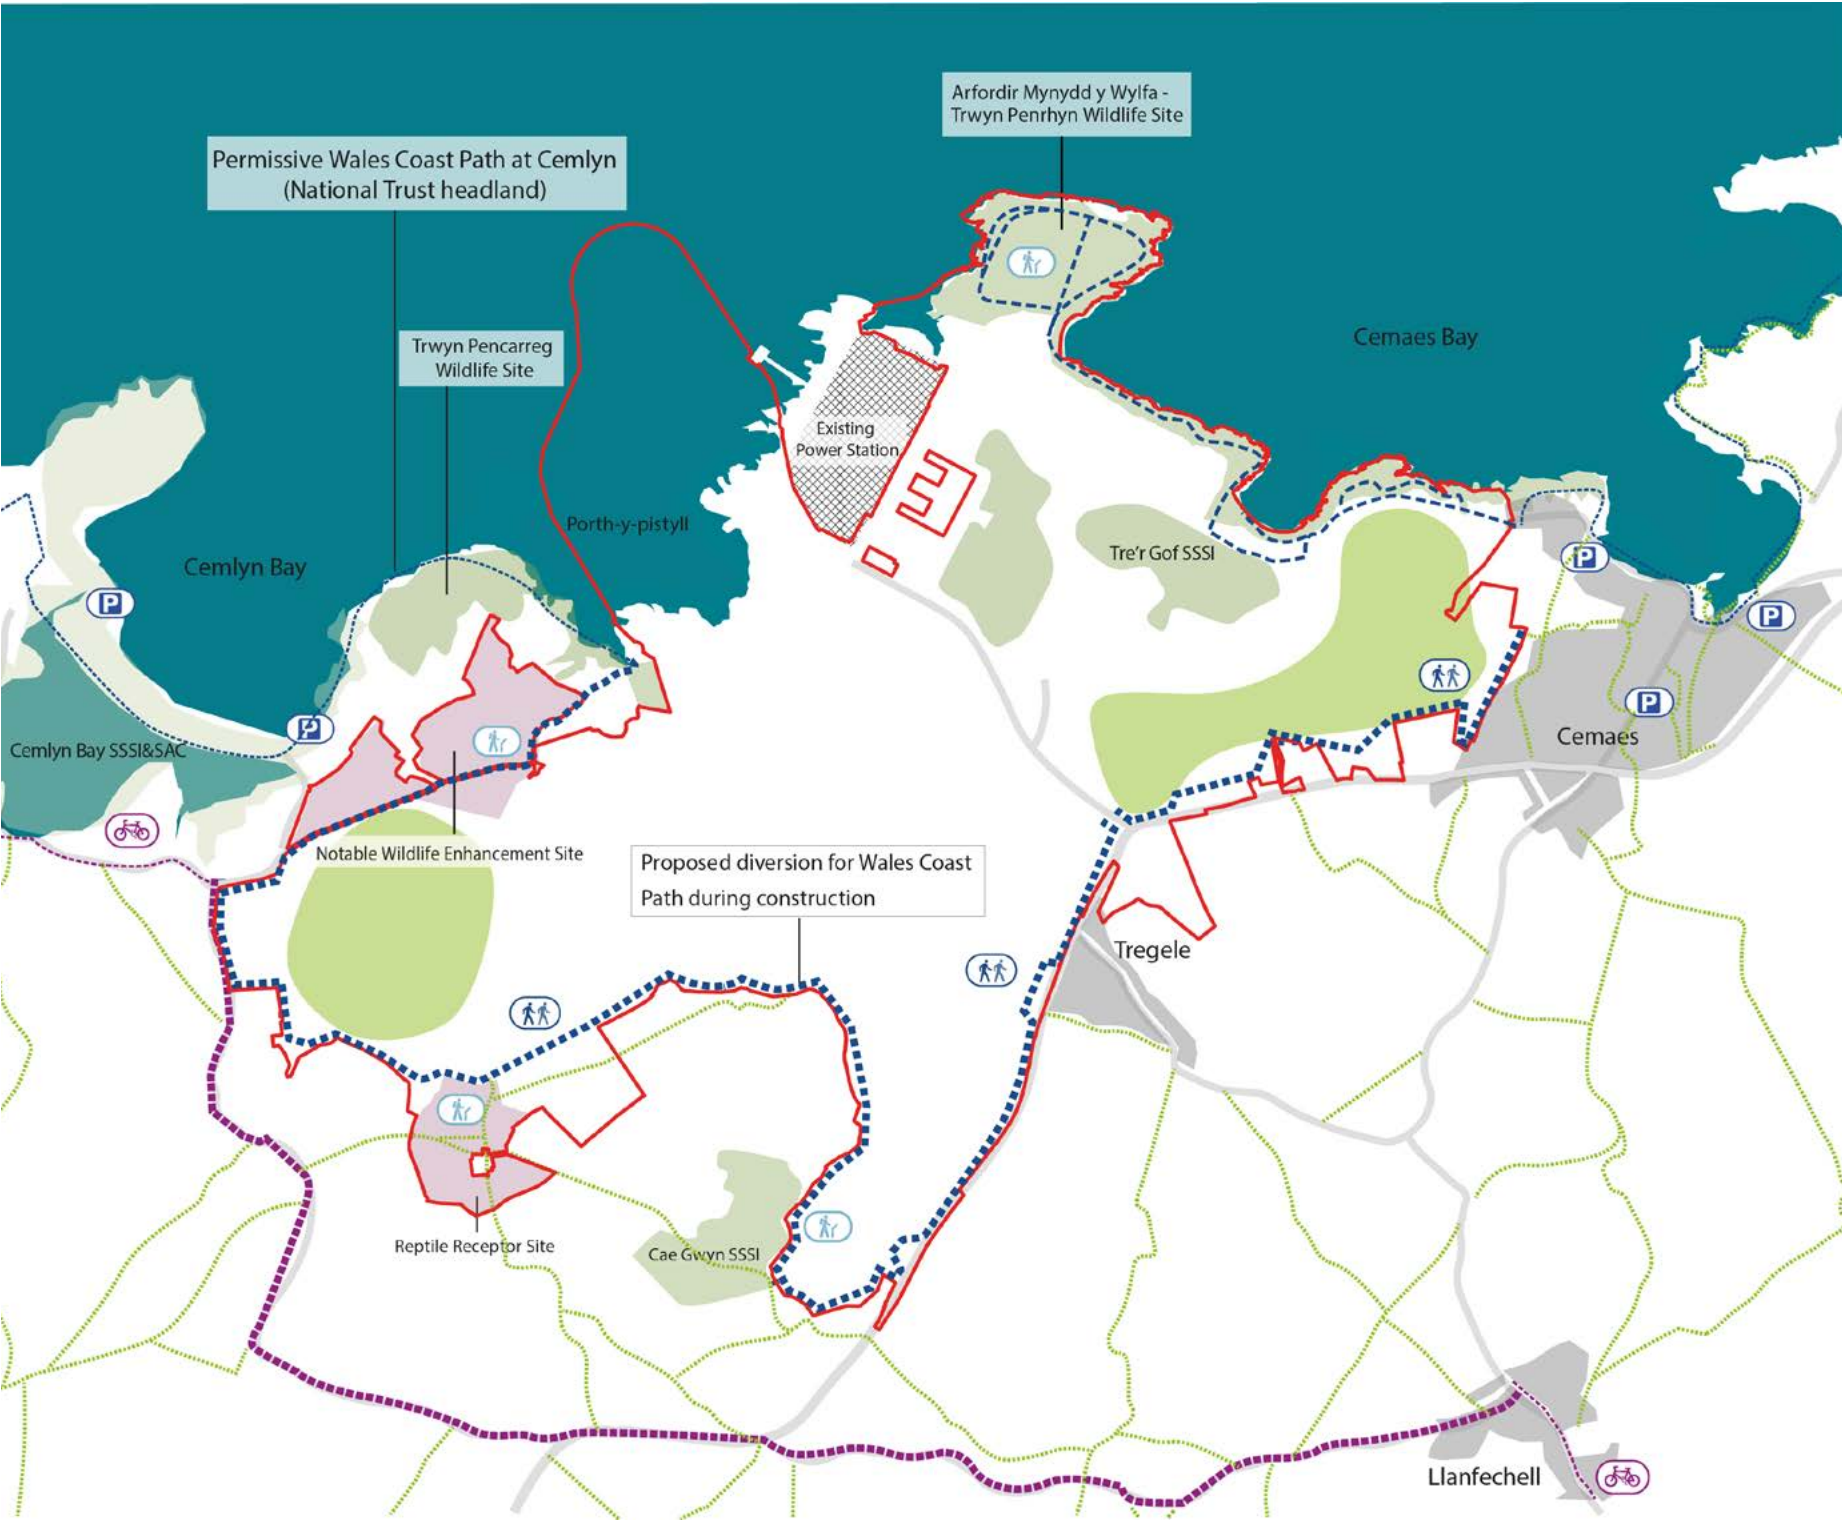 Arfordir Mynydd y Wylfa -
Trwyn Penrhyn Wildlife Site
Permissive Wales Coast Path at Cemlyn
(National Trust headland)
Trwyn Pencarreg
Wildlife Site
Cemaes Bay
Existing
Power Station
Porth-y-pistyll
Cemlyn Bay
Tre'r Gof SSSI
P
P
P
P
P
Cemlyn Bay SSSI&SAC
Cemaes
Notable Wildlife Enhancement Site
Proposed diversion for Wales Coast
Path during construction
Tregele
Reptile Receptor Site
Cae Gwyn SSSI
Llanfechell